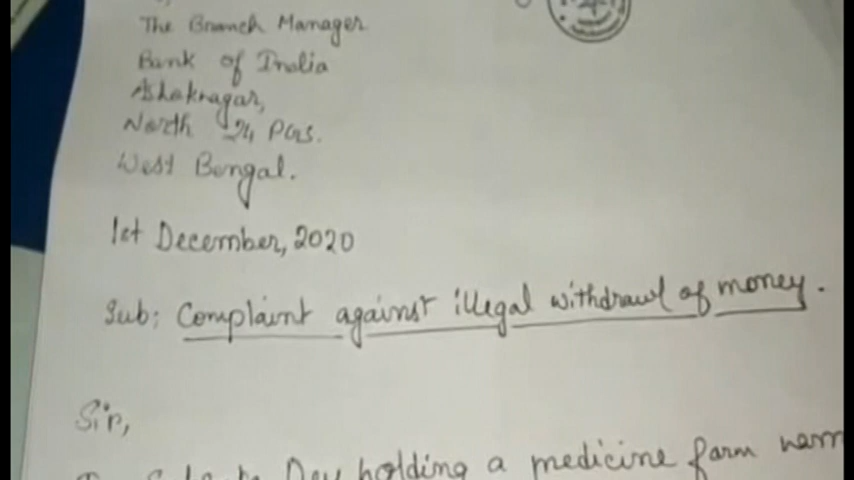 The Branch Manager
Bank of India
Ashoknagar,
North 24 PGS.
West Bengal.
1st December, 2020
Sub: Complaint against illegal withdrawl of money.
Sir,
Dey holding a medicine farm